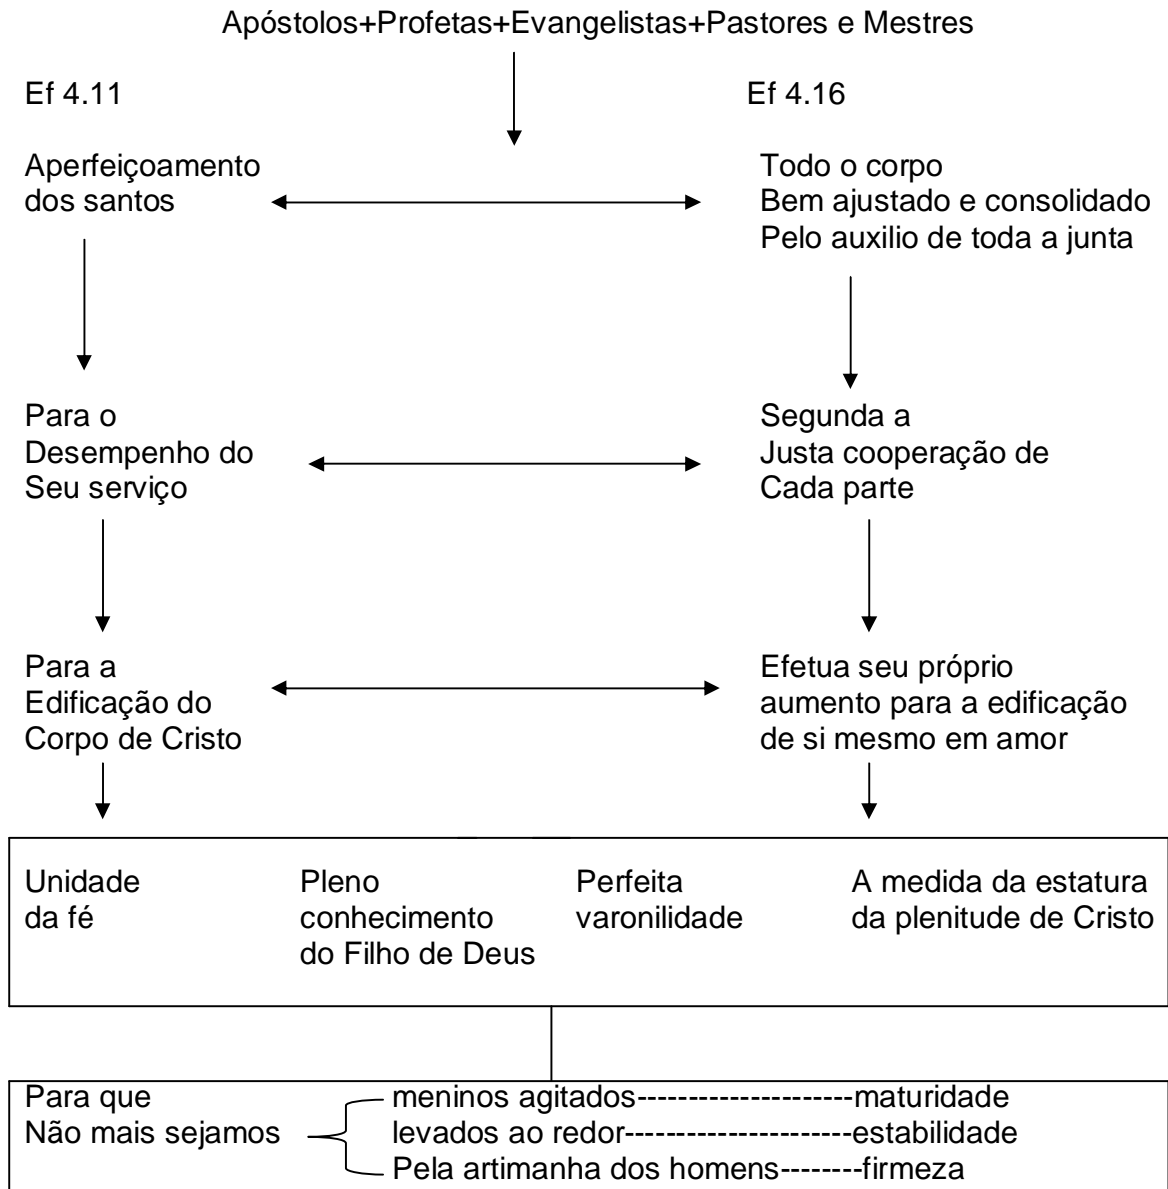 Apóstolos+Profetas+Evangelistas+Pastores e Mestres
Ef 4.11
Ef 4.16
Aperfeiçoamento
dos santos
Todo o corpo
Bem ajustado e consolidado
Pelo auxilio de toda a junta
Para o
Desempenho do
Seu serviço
Segunda a
Justa cooperação de
Cada parte
Para a
Edificação do
Corpo de Cristo
Efetua seu próprio
aumento para a edificação
de si mesmo em amor
Unidade
da fé
Pleno
conhecimento
do Filho de Deus
Perfeita
varonilidade
A medida da estatura
da plenitude de Cristo
Para que
Não mais sejamos
meninos agitados--------------------maturidade
levados ao redor---------------------estabilidade
Pela artimanha dos homens--------firmeza